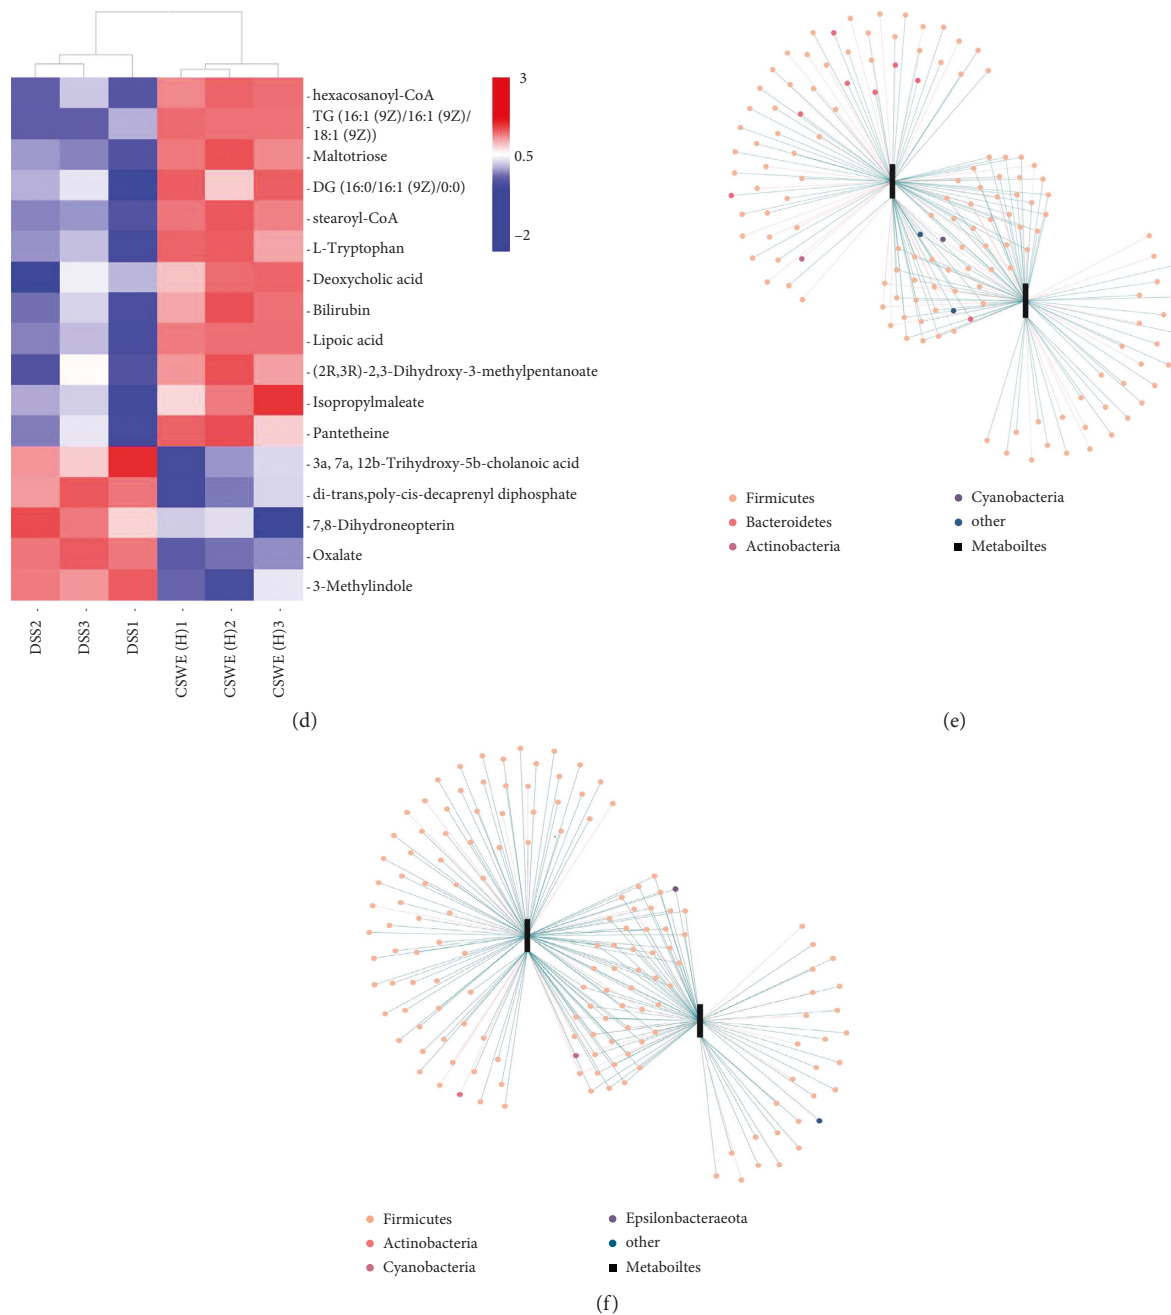 hexacosanoyl-CoA
TG (16:1 (9Z)/16:1 (9Z)/
18:1 (9Z))
Maltotriose
DG (16:0/16:1 (9Z)/0:0)
stearoyl-CoA
L-Tryptophan
Deoxycholic acid
Bilirubin
Lipoic acid
(2R,3R)-2,3-Dihydroxy-3-methylpentanoate
Isopropylmaleate
Pantetheine
3a, 7a, 12b-Trihydroxy-5b-cholanoic acid
di-trans,poly-cis-decaprenyl diphosphate
7,8-Dihydroneopterin
Oxalate
3-Methylindole
3
0.5
–2
DSS2
DSS3
DSS1
CSWE (H)1
CSWE (H)2
CSWE (H)3
(d)
Firmicutes
Bacteroidetes
Actinobacteria
Cyanobacteria
other
Metaboiltes
(e)
Firmicutes
Actinobacteria
Cyanobacteria
Epsilonbacteraeota
other
Metaboiltes
(f)